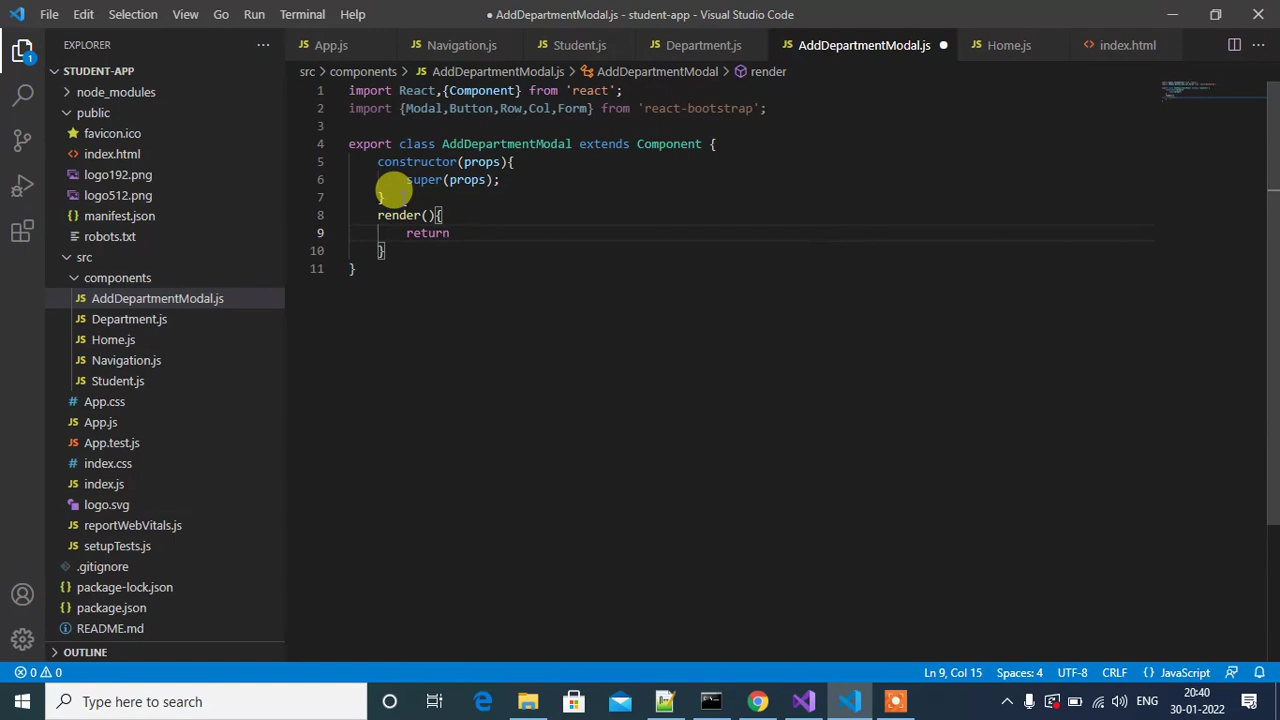 File Edit Selection View Go Run Terminal Help
● AddDepartmentModal.js - student-app - Visual Studio Code
EXPLORER
App.js
Navigation.js
Student.js
Department.js
AddDepartmentModal.js
Home.js
index.html
src > components > AddDepartmentModal.js > AddDepartmentModal > render
STUDENT-APP
node_modules
public
favicon.ico
index.html
logo192.png
logo512.png
manifest.json
robots.txt
src
components
AddDepartmentModal.js
Department.js
Home.js
Navigation.js
Student.js
App.css
App.js
App.test.js
index.css
index.js
logo.svg
reportWebVitals.js
setupTests.js
.gitignore
package-lock.json
package.json
README.md
OUTLINE
1 import React,{Component} from 'react';
2 import {Modal,Button,Row,Col,Form} from 'react-bootstrap';
3
4 export class AddDepartmentModal extends Component {
5 constructor(props){
6 super(props);
7 }
8 render(){
9 return
10 }
11 }
0 0
Ln 9, Col 15 Spaces: 4 UTF-8 CRLF {} JavaScript
Type here to search
ENG
20:40
30-01-2022